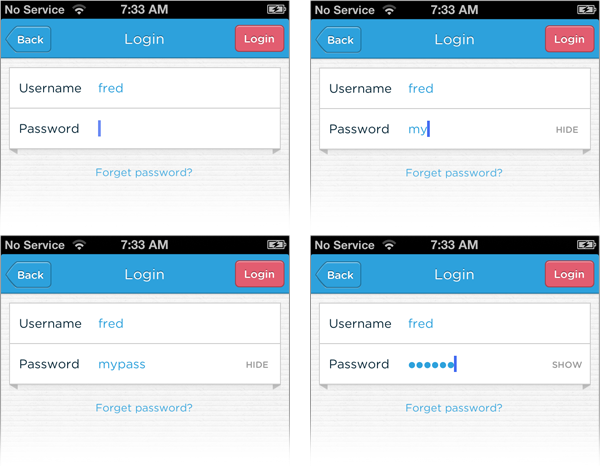 No Service 7:33 AM
Back Login Login
Username fred
Password
Forget password?
No Service 7:33 AM
Back Login Login
Username fred
Password my HIDE
Forget password?
No Service 7:33 AM
Back Login Login
Username fred
Password mypass HIDE
Forget password?
No Service 7:33 AM
Back Login Login
Username fred
Password ●●●●●● SHOW
Forget password?